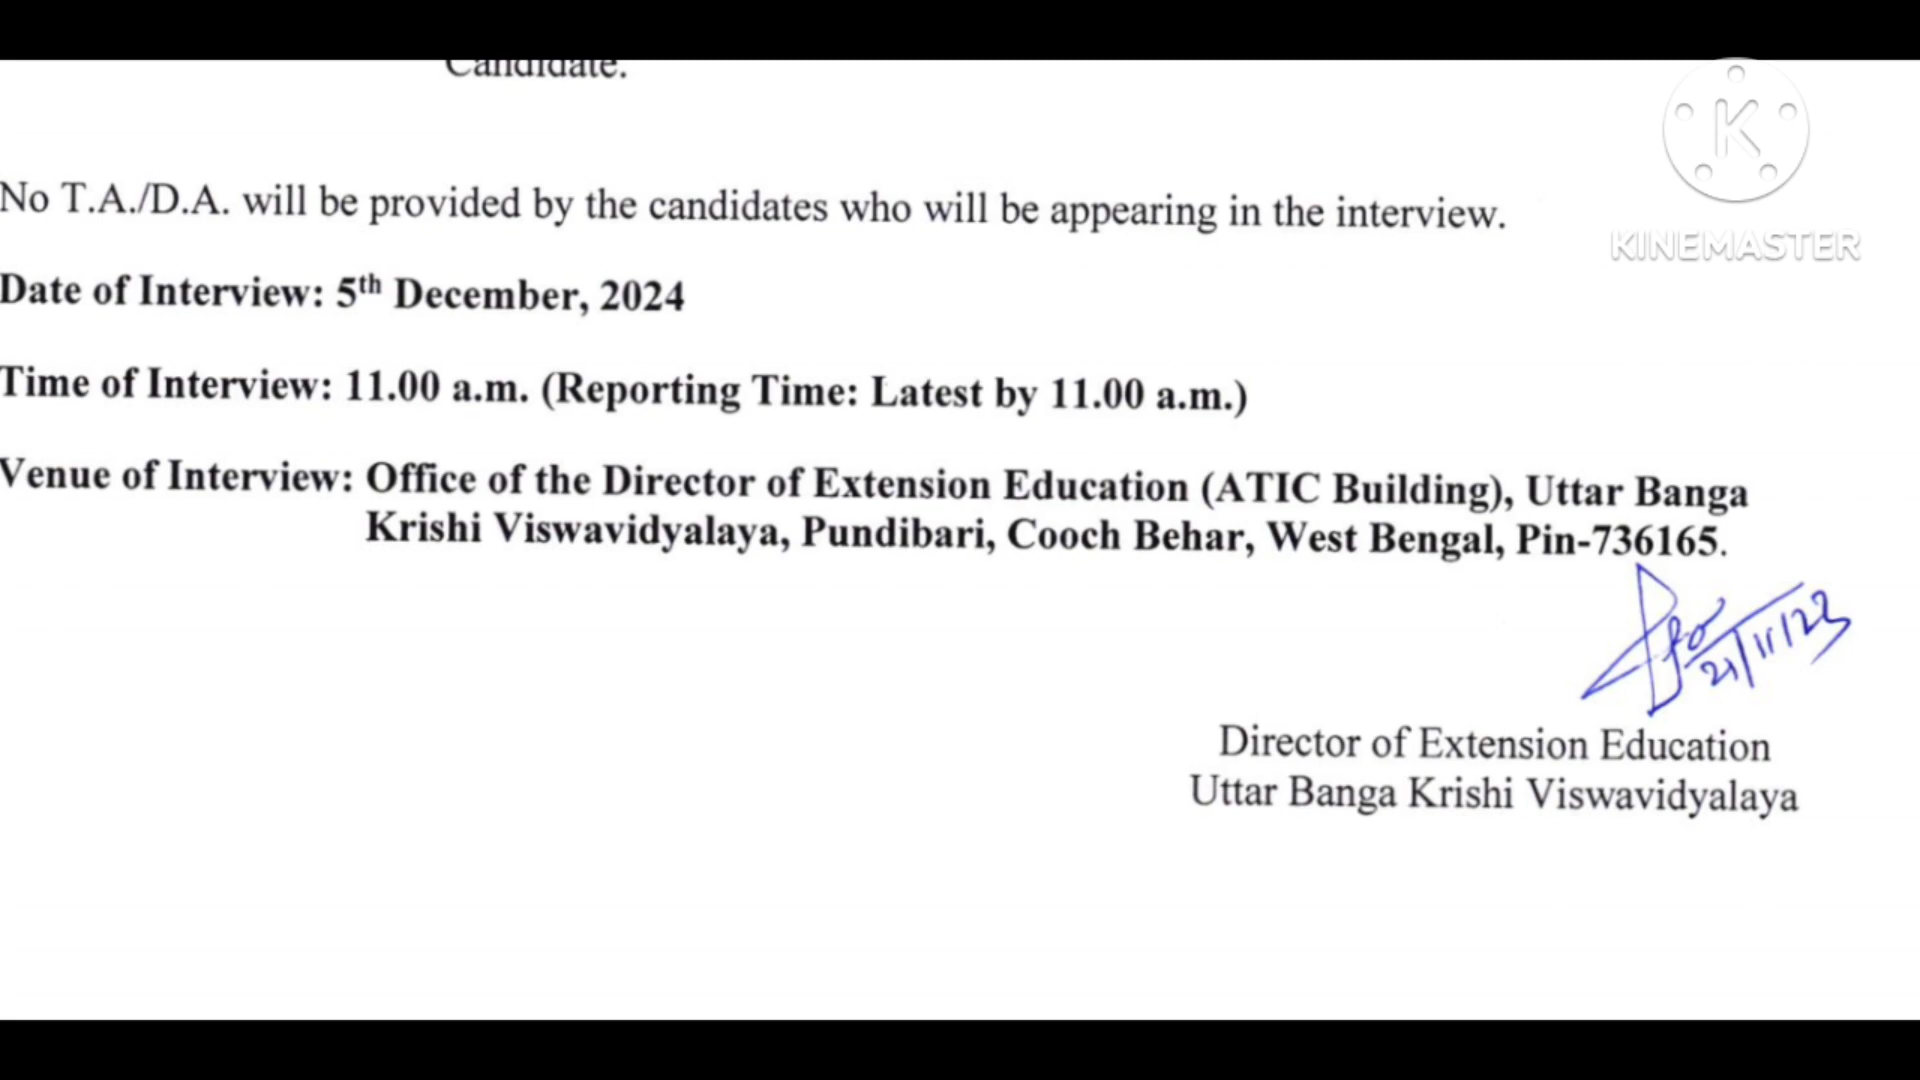 Candidate.
K
KINEMASTER
No T.A./D.A. will be provided by the candidates who will be appearing in the interview.
Date of Interview: 5th December, 2024
Time of Interview: 11.00 a.m. (Reporting Time: Latest by 11.00 a.m.)
Venue of Interview: Office of the Director of Extension Education (ATIC Building), Uttar Banga
Krishi Viswavidyalaya, Pundibari, Cooch Behar, West Bengal, Pin-736165.
21/11/23
Director of Extension Education
Uttar Banga Krishi Viswavidyalaya